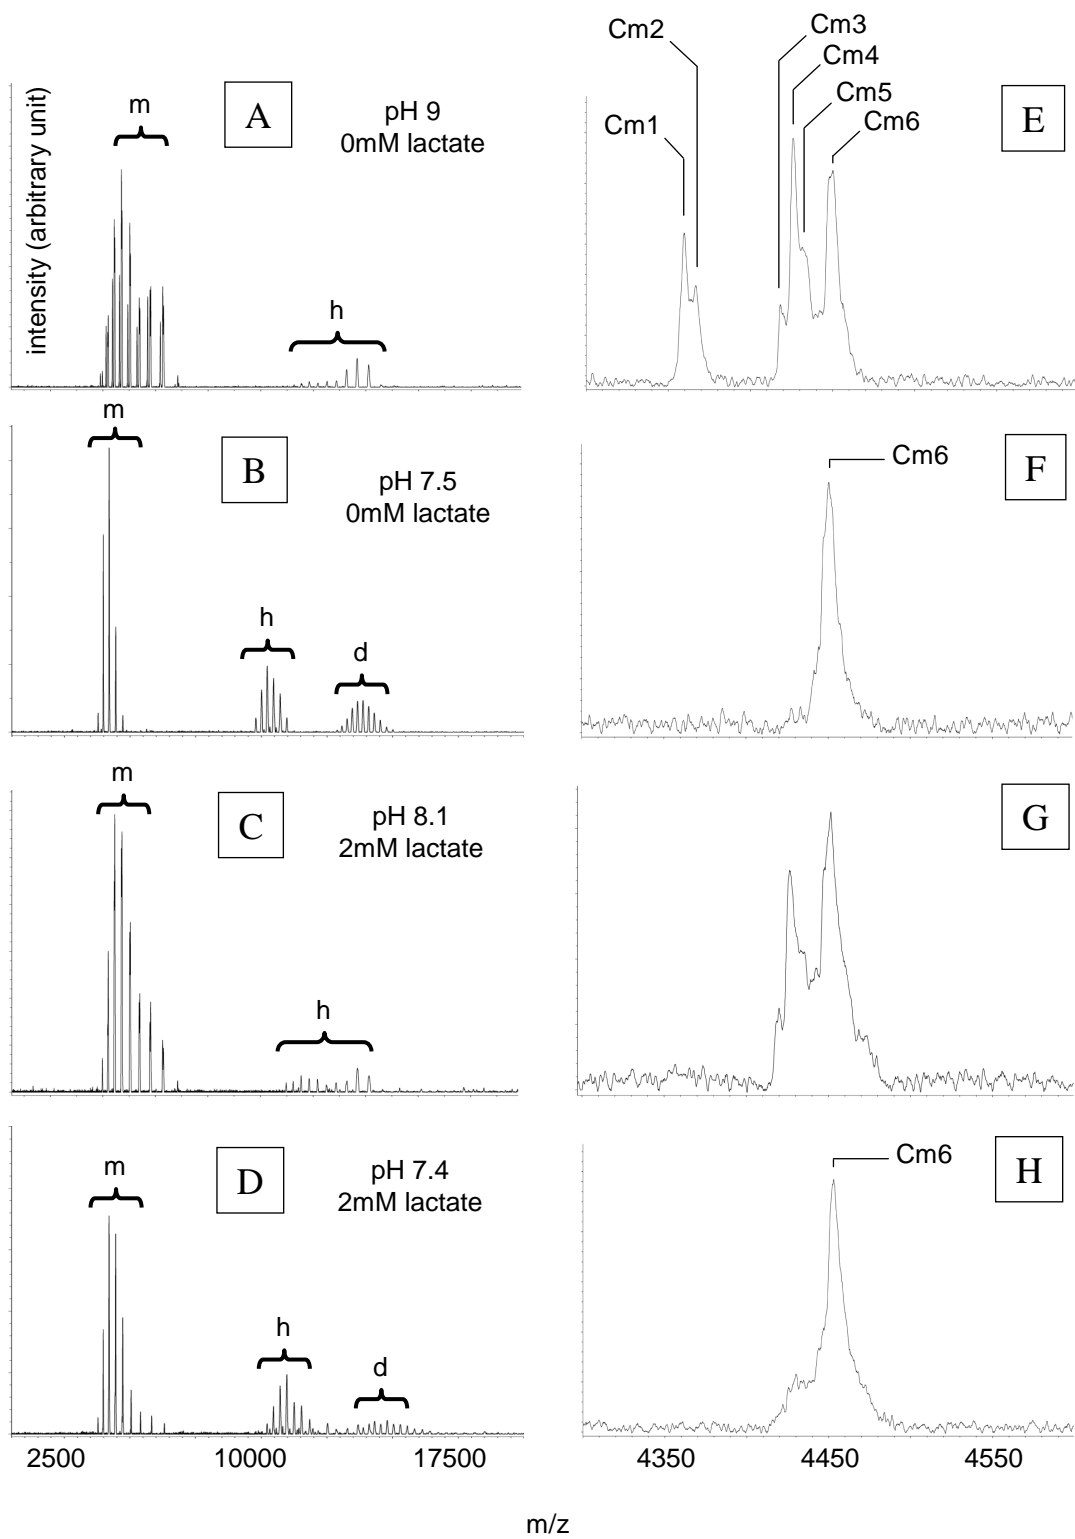 Cm2
Cm3
Cm4
Cm5
Cm1
Cm6
intensity (arbitrary unit)
m
A
pH 9
0mM lactate
h
E
m
B
pH 7.5
0mM lactate
h
d
Cm6
F
m
C
pH 8.1
2mM lactate
h
G
m
D
pH 7.4
2mM lactate
h
d
Cm6
H
2500 10000 17500
4350 4450 4550
m/z